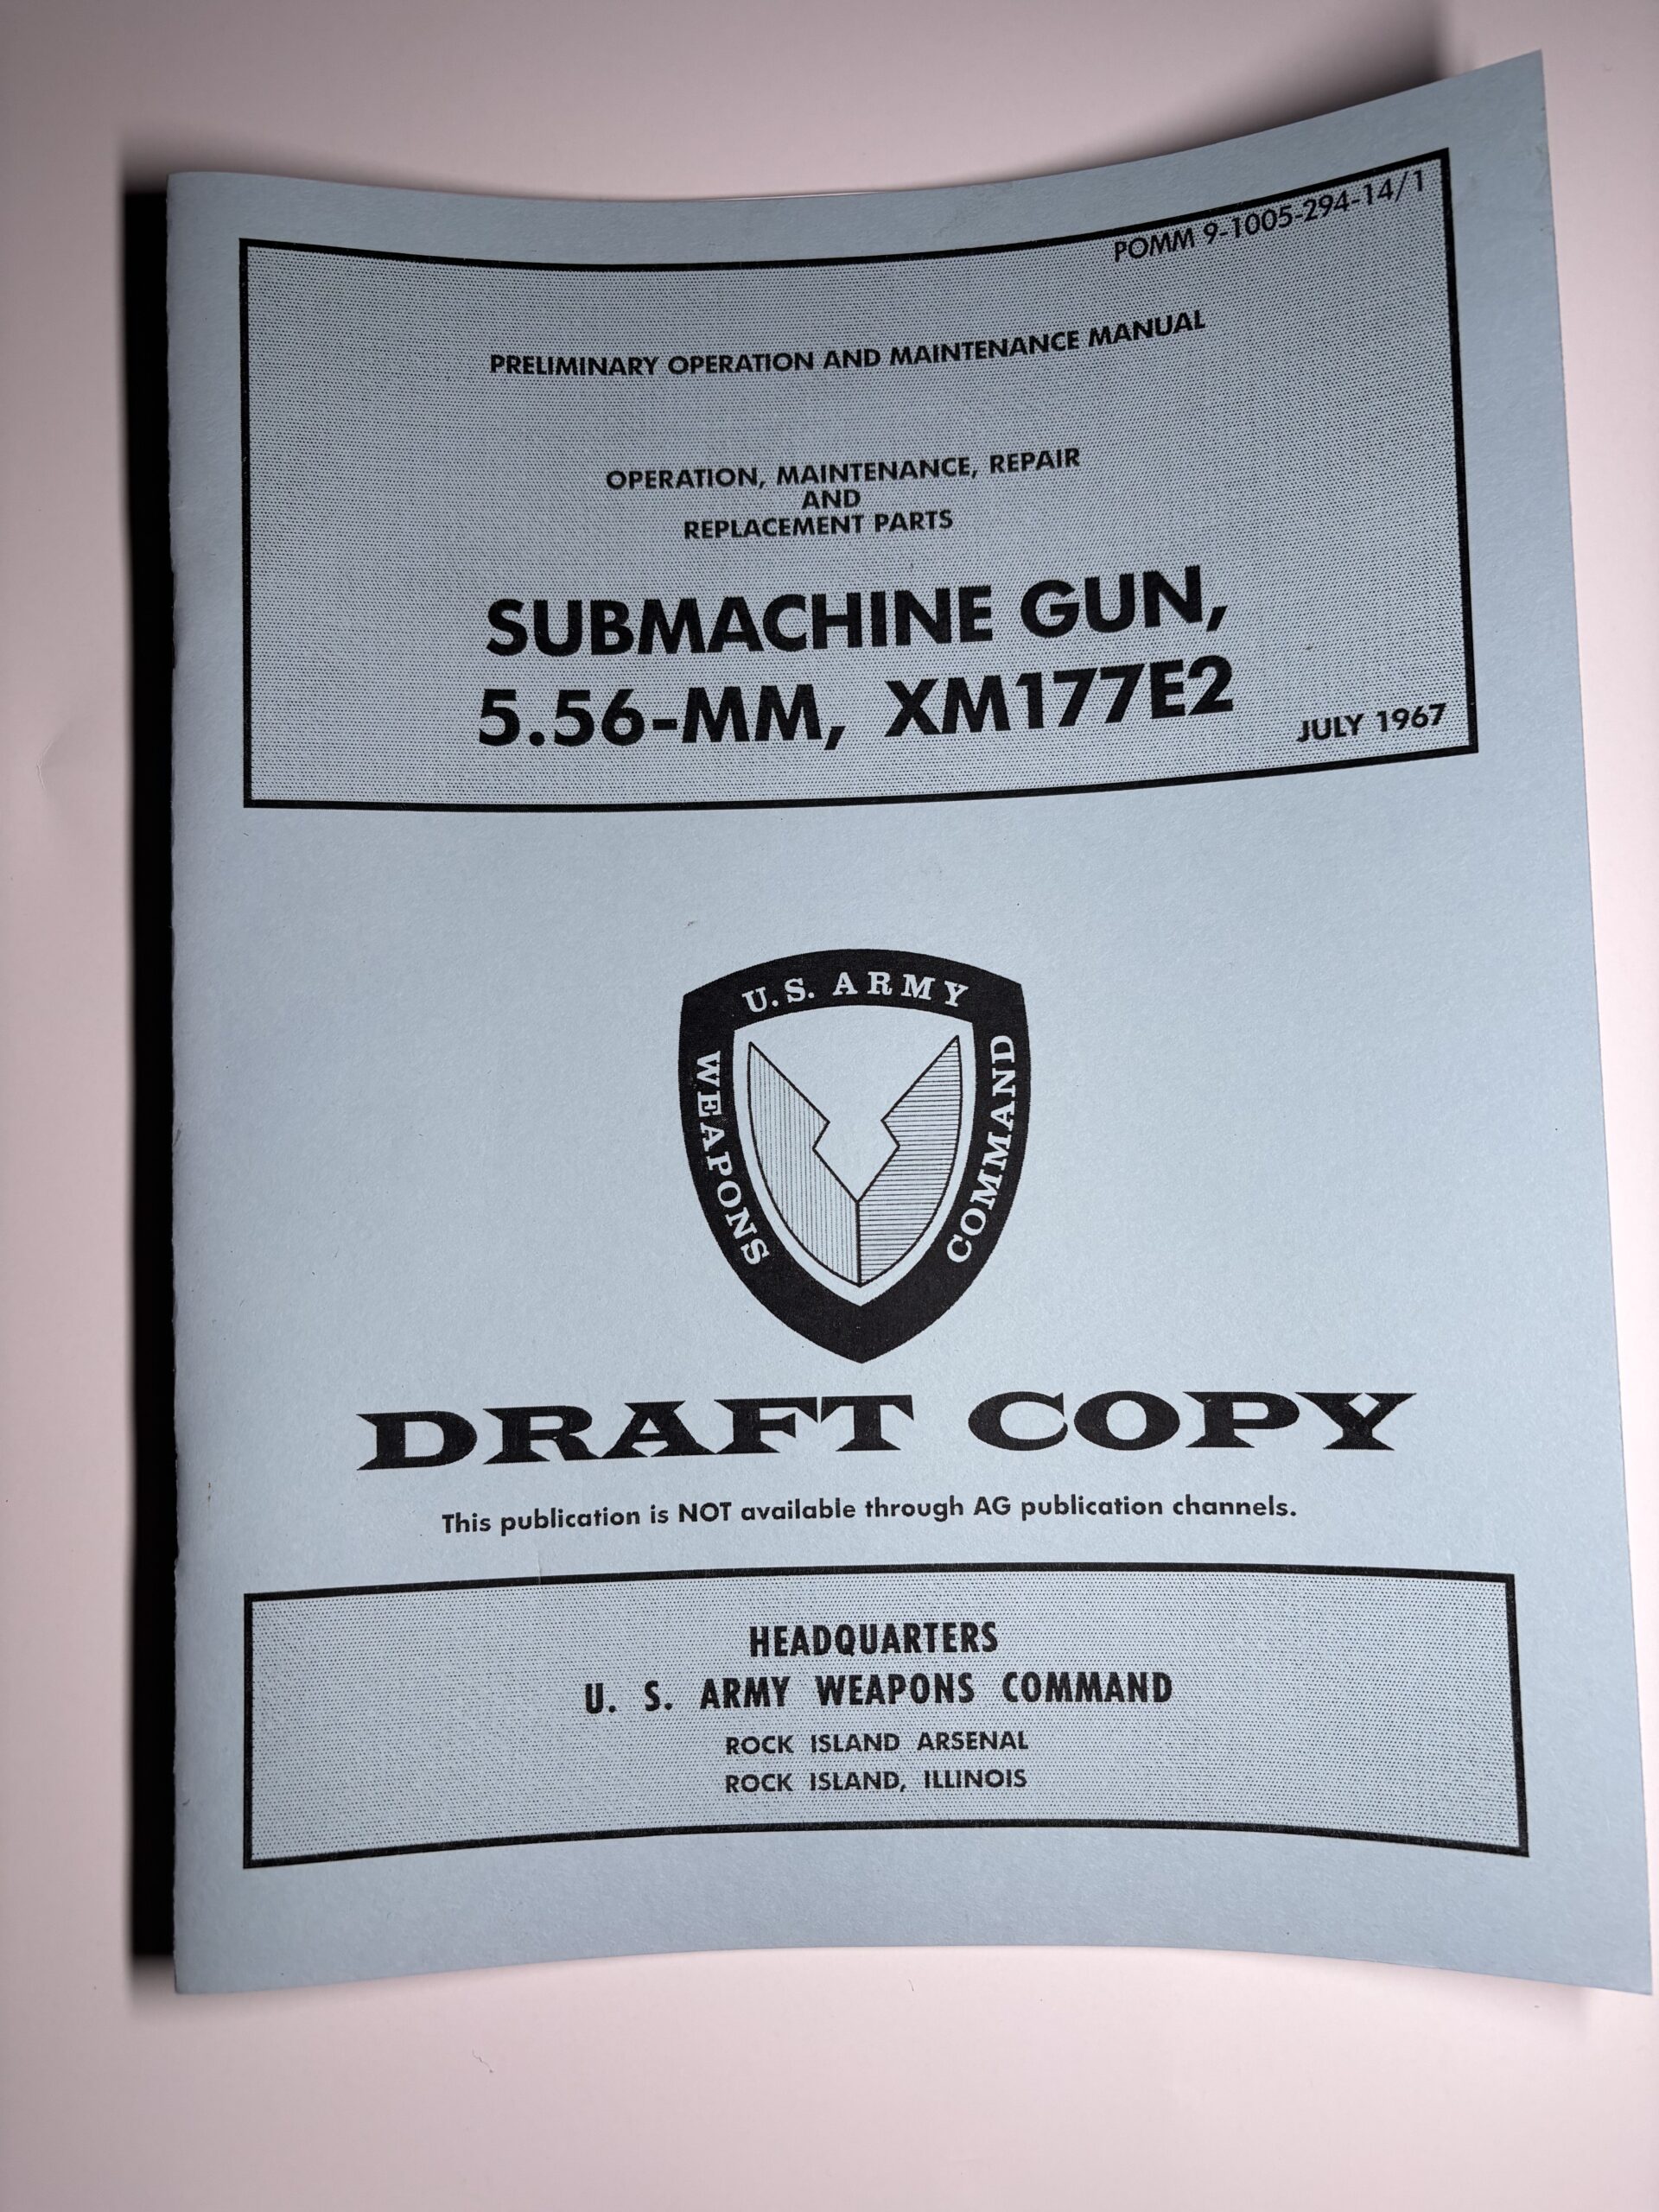 POMM 9-1005-294-14/1
PRELIMINARY OPERATION AND MAINTENANCE MANUAL
OPERATION, MAINTENANCE, REPAIR
AND
REPLACEMENT PARTS
SUBMACHINE GUN,
5.56-MM, XM177E2
JULY 1967
U.S. ARMY
WEAPONS
COMMAND
DRAFT COPY
This publication is NOT available through AG publication channels.
HEADQUARTERS
U. S. ARMY WEAPONS COMMAND
ROCK ISLAND ARSENAL
ROCK ISLAND, ILLINOIS